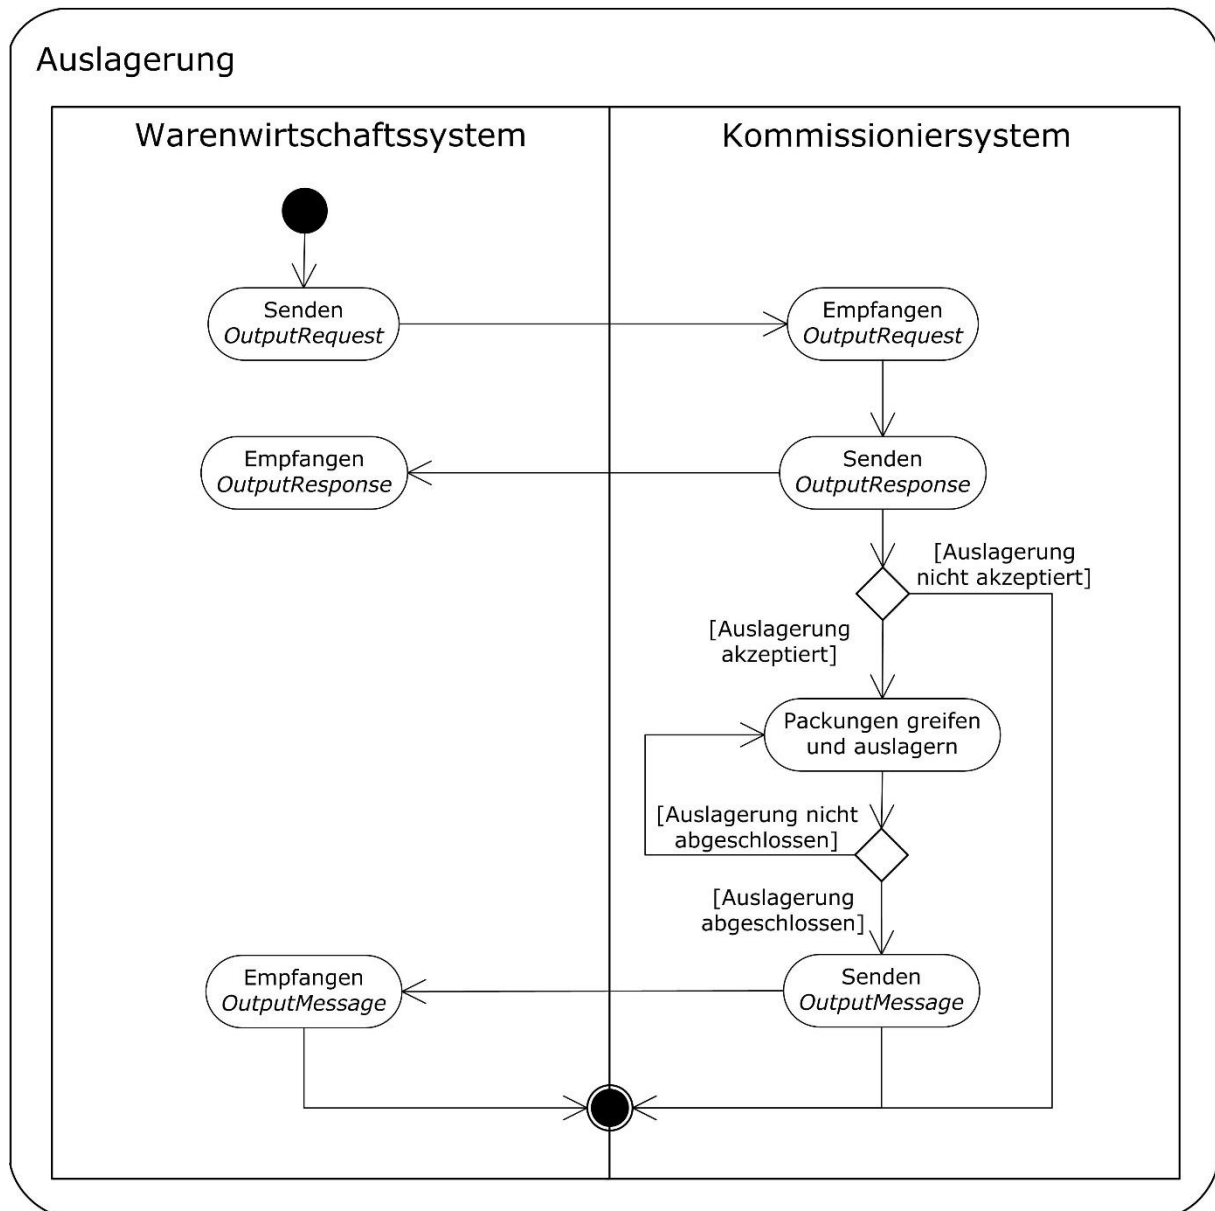 Auslagerung
Warenwirtschaftssystem
Kommissioniersystem
Senden
OutputRequest
Empfangen
OutputRequest
Empfangen
OutputResponse
Senden
OutputResponse
[Auslagerung
nicht akzeptiert]
[Auslagerung
akzeptiert]
Packungen greifen
und auslagern
[Auslagerung nicht
abgeschlossen]
[Auslagerung
abgeschlossen]
Empfangen
OutputMessage
Senden
OutputMessage